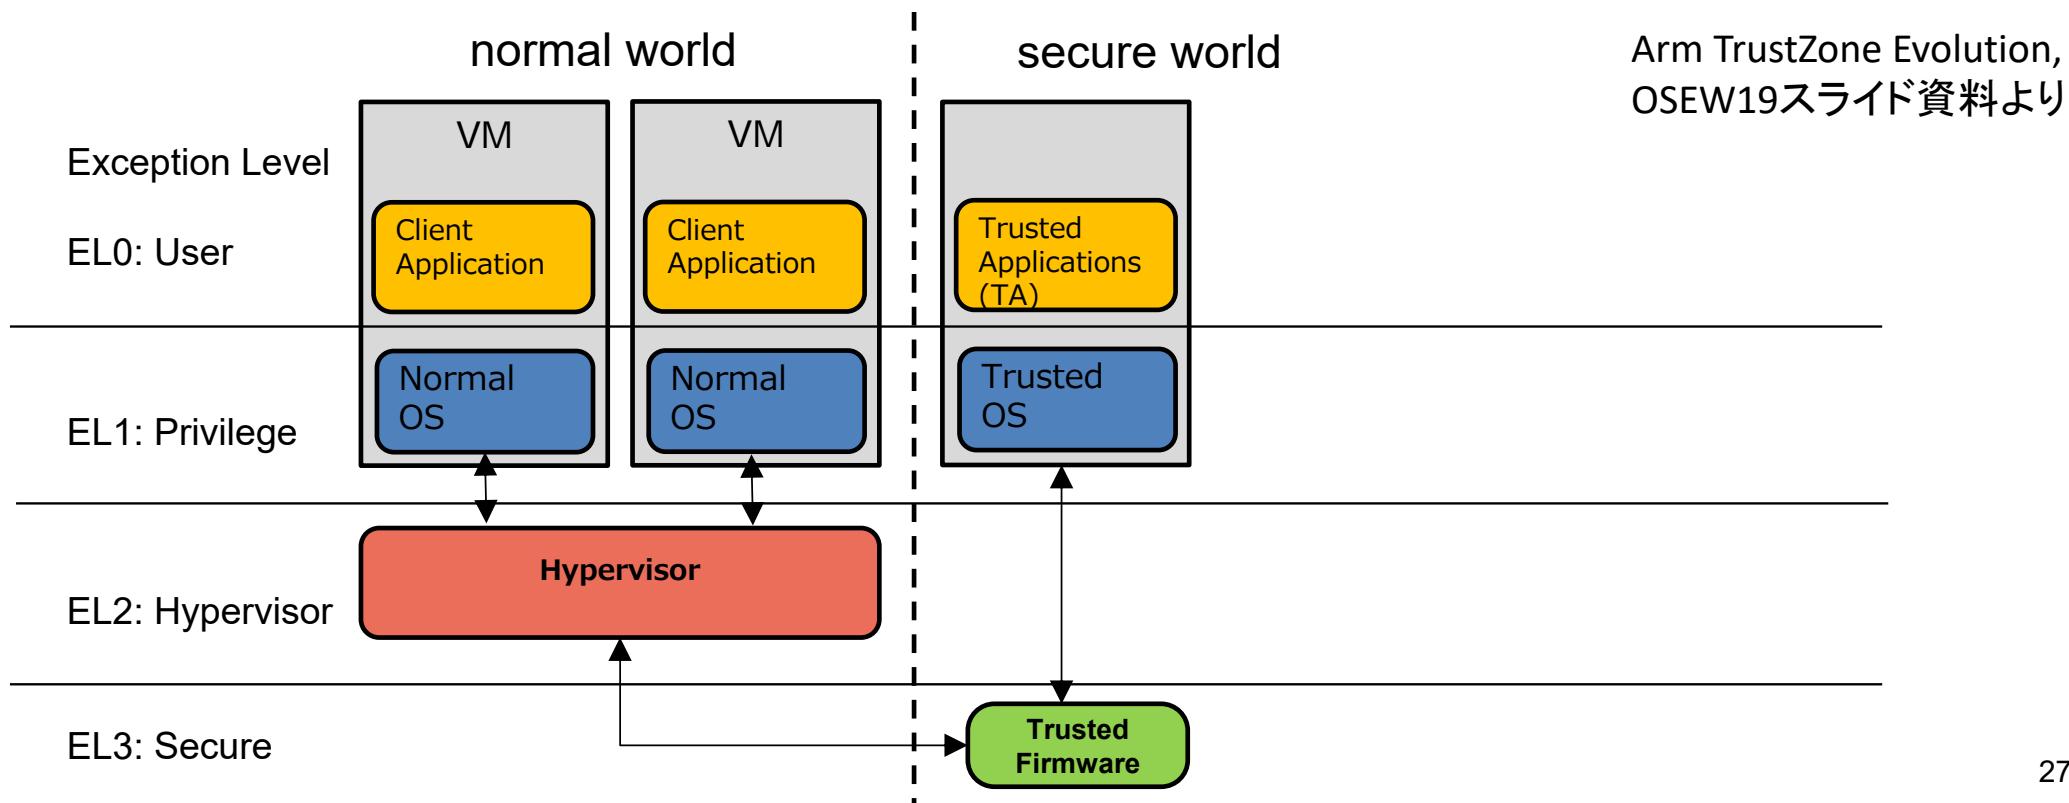 normal world
secure world
Arm TrustZone Evolution,
OSEW19スライド資料より
Exception Level
VM
VM
EL0: User
Client
Application
Client
Application
Trusted
Applications
(TA)
EL1: Privilege
Normal
OS
Normal
OS
Trusted
OS
EL2: Hypervisor
Hypervisor
EL3: Secure
Trusted
Firmware
27